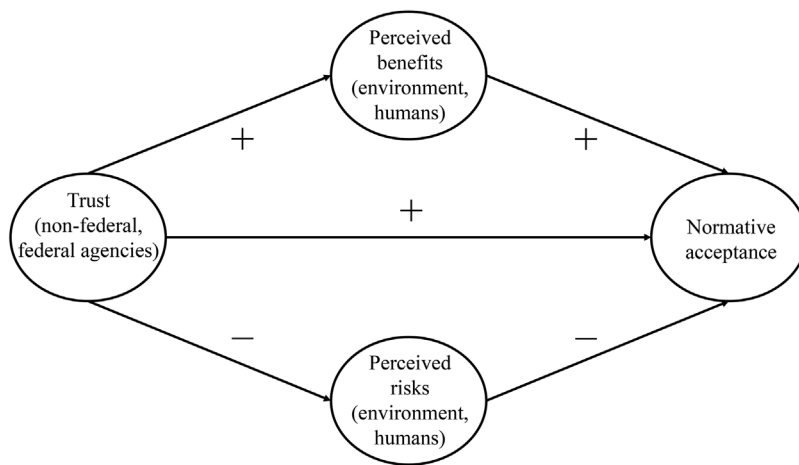 Perceived
benefits
(environment,
humans)
+
+
Trust
(non-federal,
federal agencies)
+
Normative
acceptance
−
−
Perceived
risks
(environment,
humans)